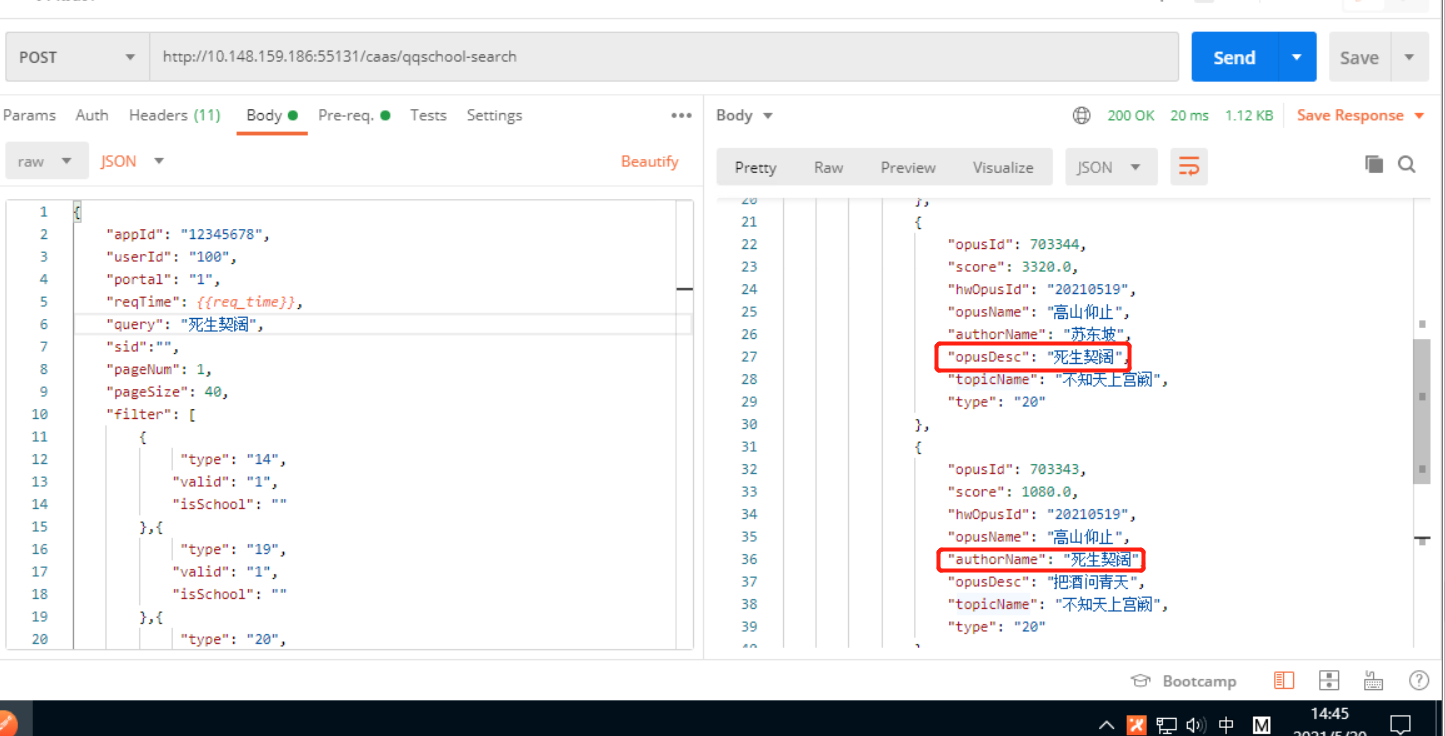 POST
http://10.148.159.186:55131/caas/qqschool-search
Send
Save
Params Auth Headers (11) Body Pre-req. Tests Settings
Body
200 OK 20 ms 1.12 KB Save Response
raw JSON Beautify
Pretty Raw Preview Visualize JSON
1 {
2 "appId": "12345678",
3 "userId": "100",
4 "portal": "1",
5 "reqTime": {{req_time}},
6 "query": "死生契阔",
7 "sid":"",
8 "pageNum": 1,
9 "pageSize": 40,
10 "filter": [
11 {
12 "type": "14",
13 "valid": "1",
14 "isSchool": ""
15 },{
16 "type": "19",
17 "valid": "1",
18 "isSchool": ""
19 },{
20 "type": "20",
20 },
21 {
22 "opusId": 703344,
23 "score": 3320.0,
24 "hwOpusId": "20210519",
25 "opusName": "高山仰止",
26 "authorName": "苏东坡",
27 "opusDesc": "死生契阔",
28 "topicName": "不知天上宫阙",
29 "type": "20"
30 },
31 {
32 "opusId": 703343,
33 "score": 1080.0,
34 "hwOpusId": "20210519",
35 "opusName": "高山仰止",
36 "authorName": "死生契阔"
37 "opusDesc": "把酒问青天",
38 "topicName": "不知天上宫阙",
39 "type": "20"
40
Bootcamp
中 M
14:45
2021/5/20